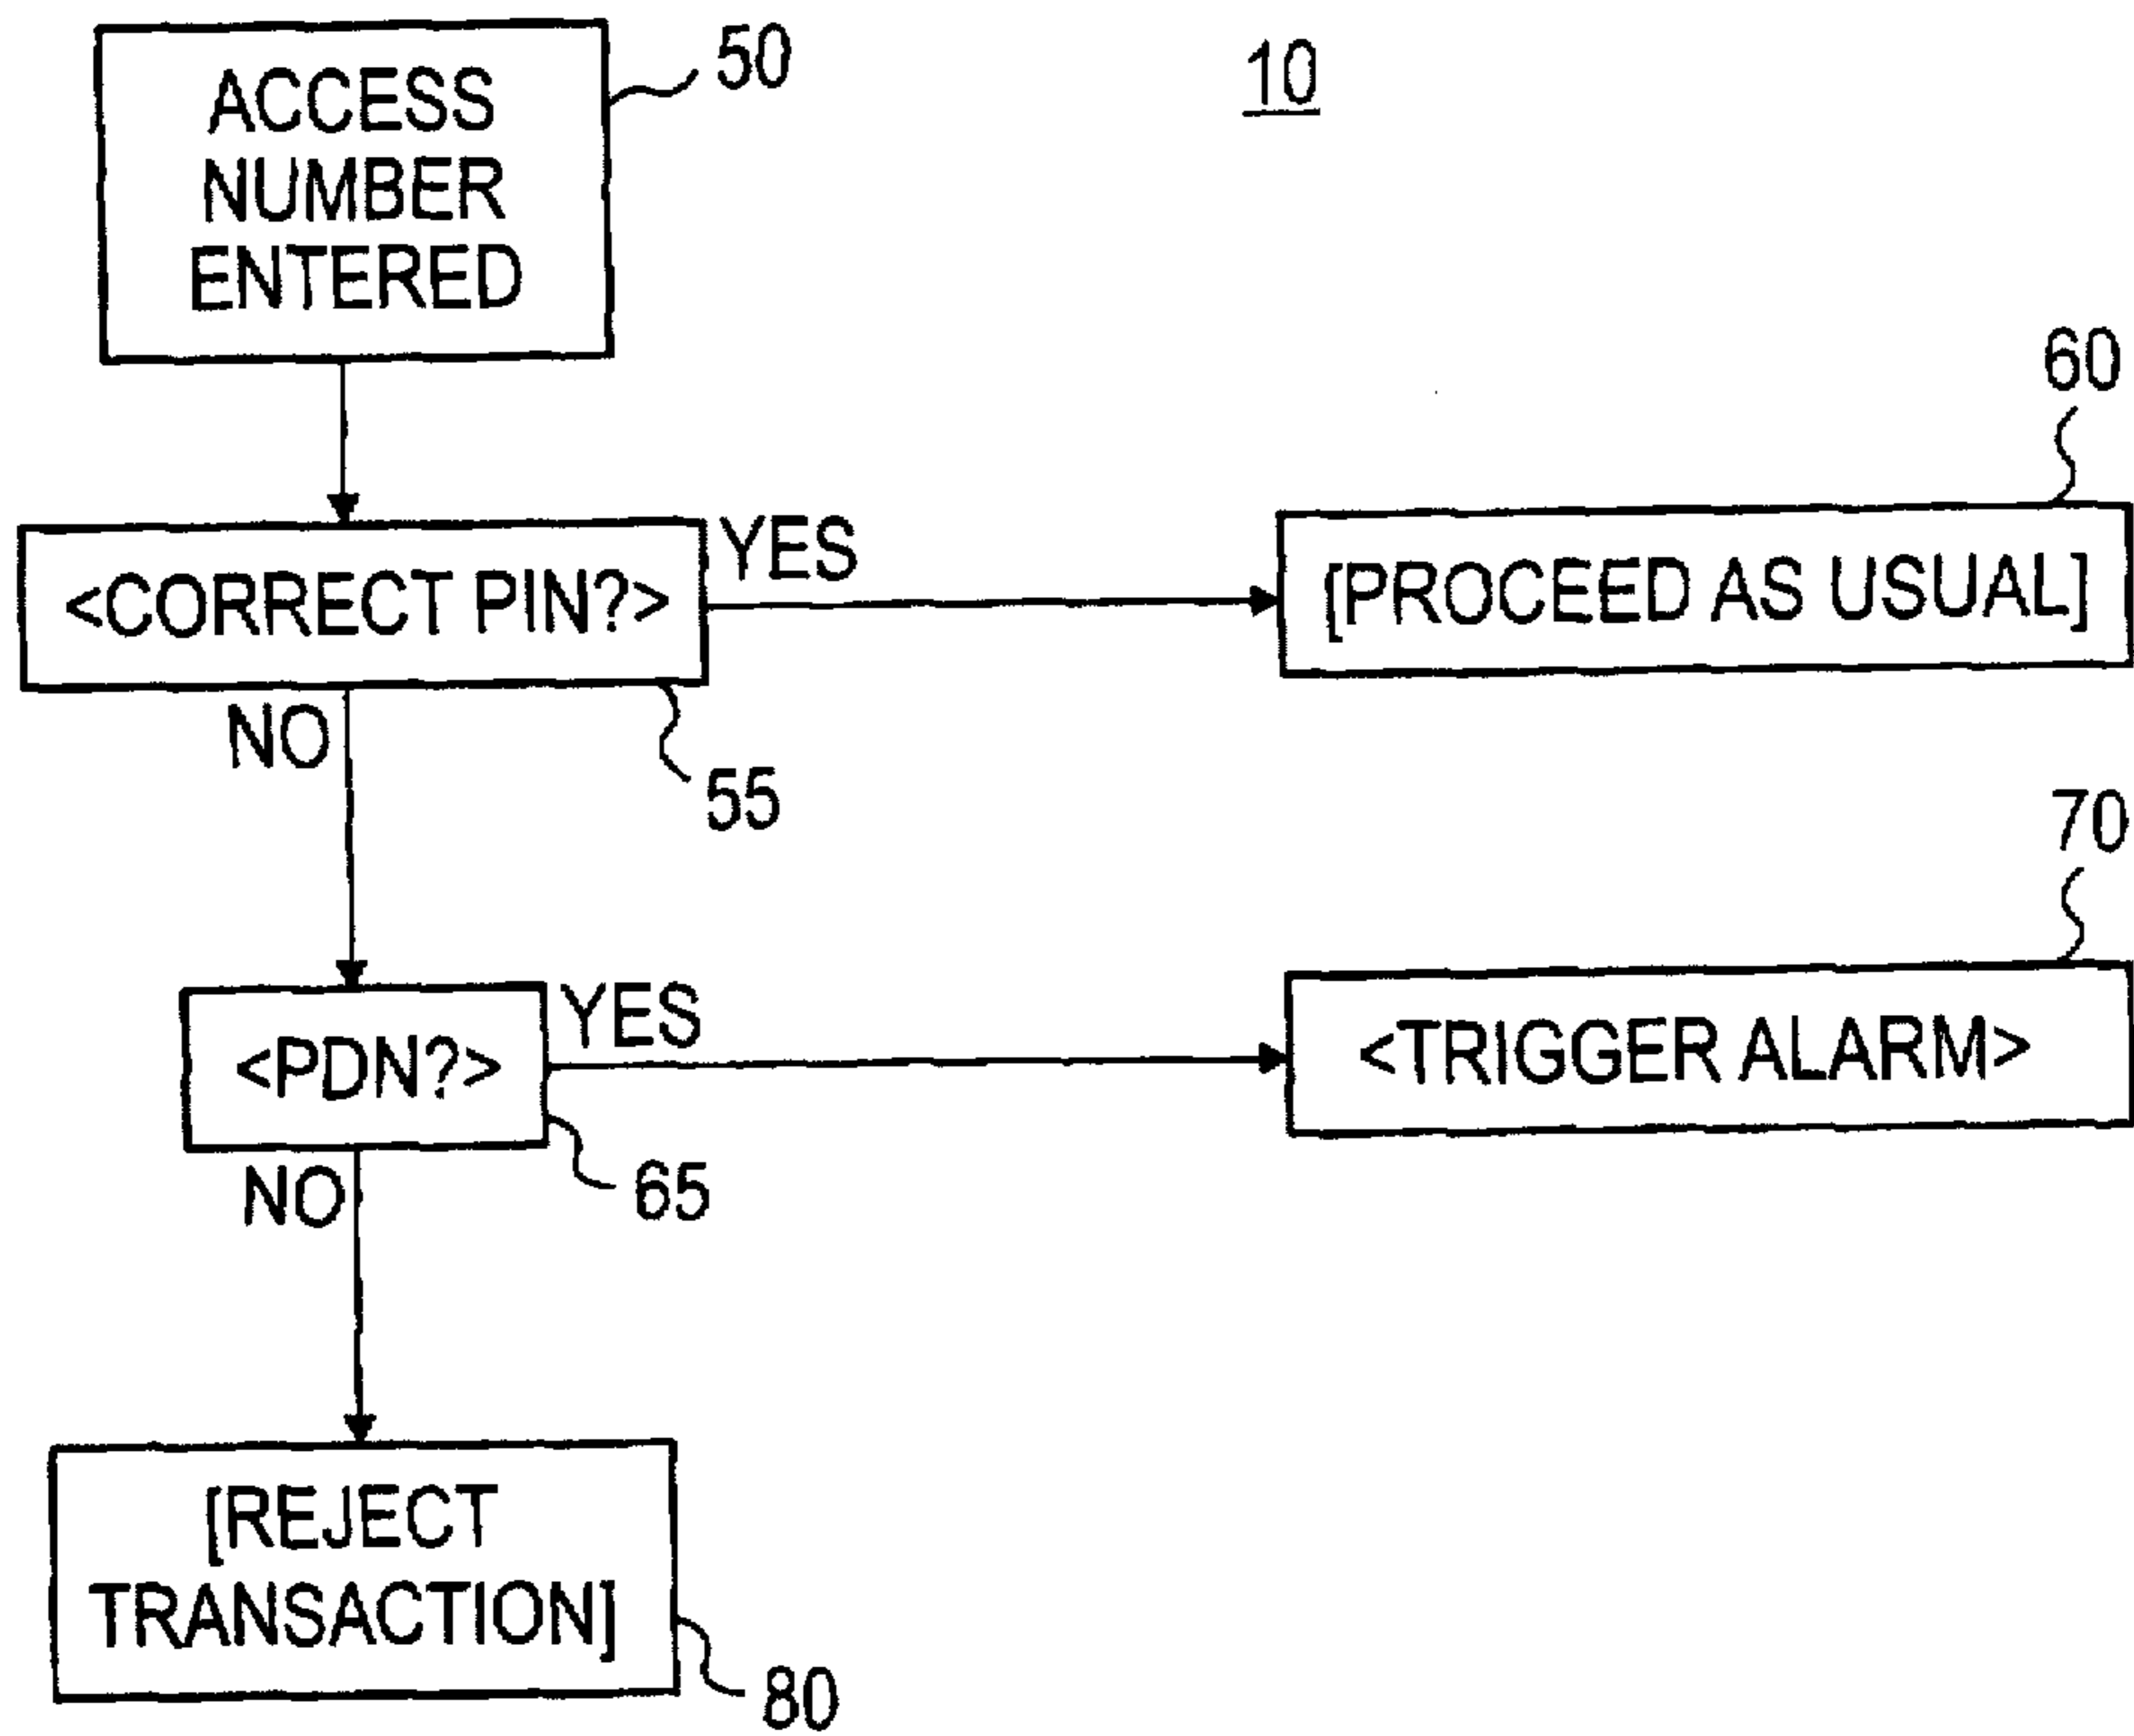 ACCESS
NUMBER
ENTERED
50
10
60
<CORRECT PIN?>
YES
[PROCEED AS USUAL]
NO
55
70
<PDN?>
YES
<TRIGGER ALARM>
NO
65
[REJECT
TRANSACTION]
80